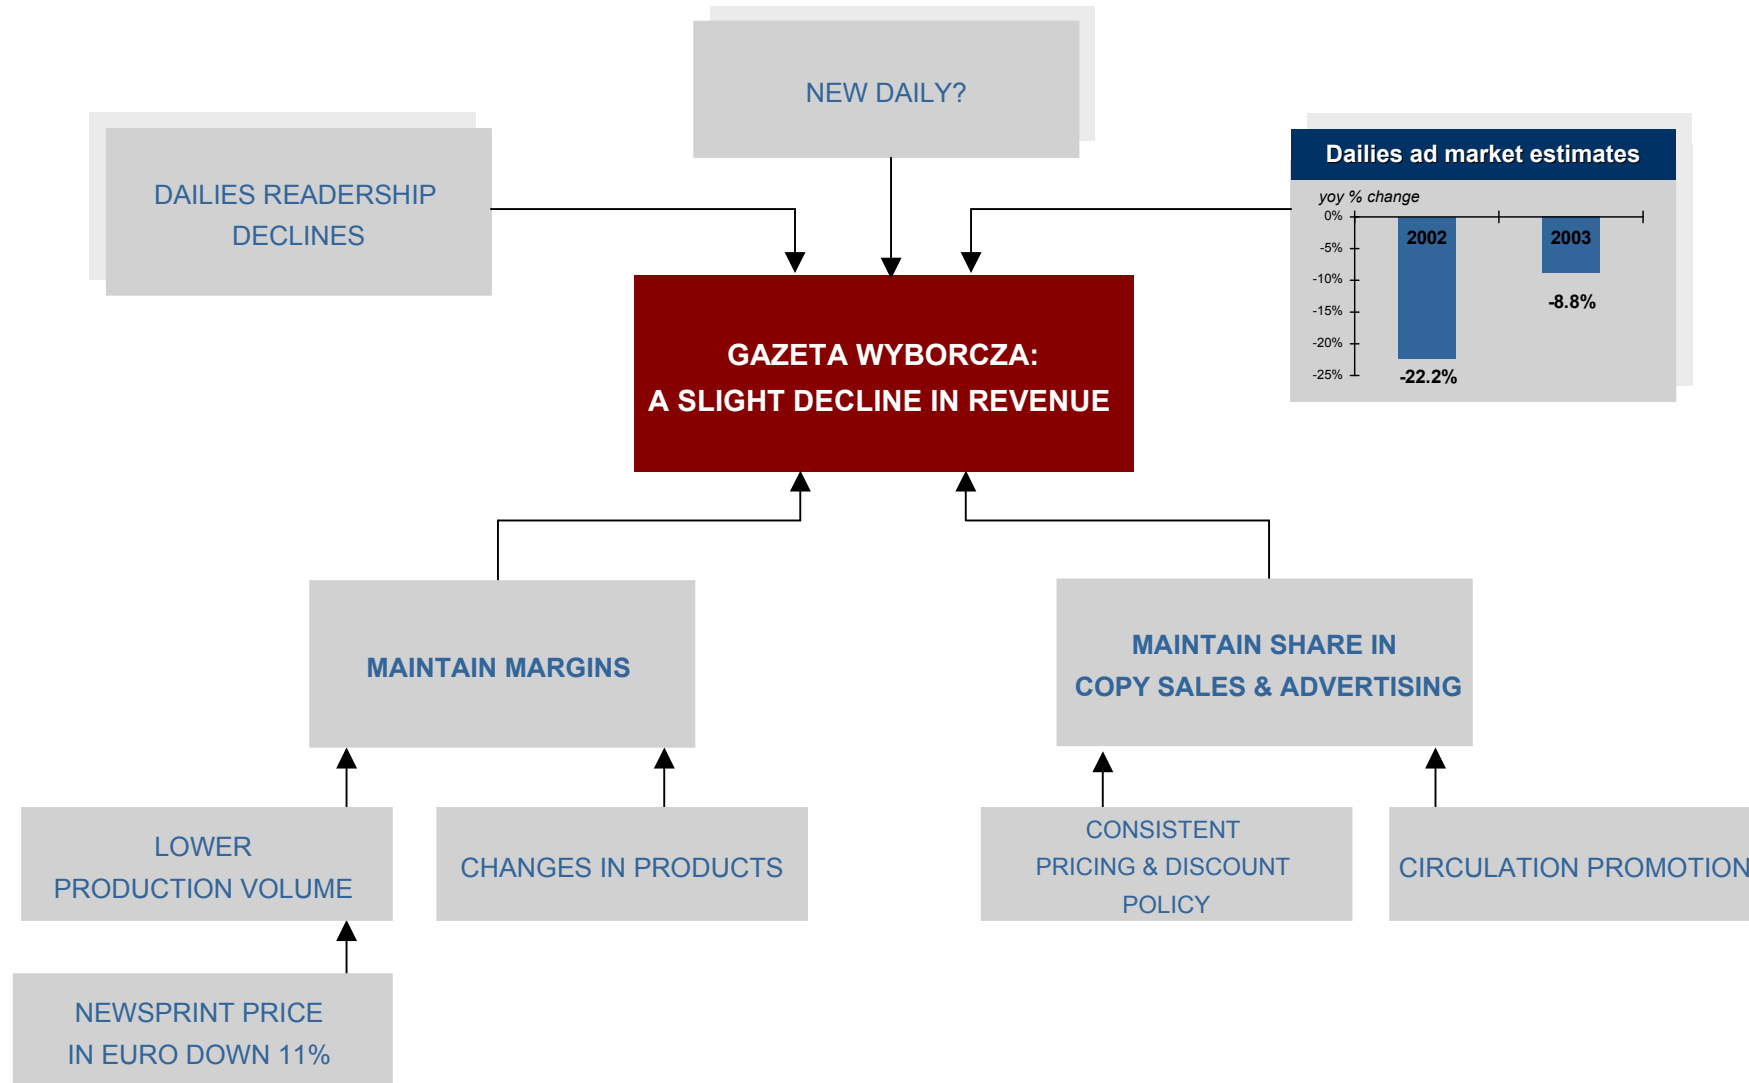 NEW DAILY?
DAILIES READERSHIP
DECLINES
Dailies ad market estimates
yoy % change
0%
-5%
-10%
-15%
-20%
-25%
2002
2003
-8.8%
-22.2%
GAZETA WYBORCZA:
A SLIGHT DECLINE IN REVENUE
MAINTAIN MARGINS
MAINTAIN SHARE IN
COPY SALES & ADVERTISING
LOWER
PRODUCTION VOLUME
CHANGES IN PRODUCTS
CONSISTENT
PRICING & DISCOUNT
POLICY
CIRCULATION PROMOTION
NEWSPRINT PRICE
IN EURO DOWN 11%